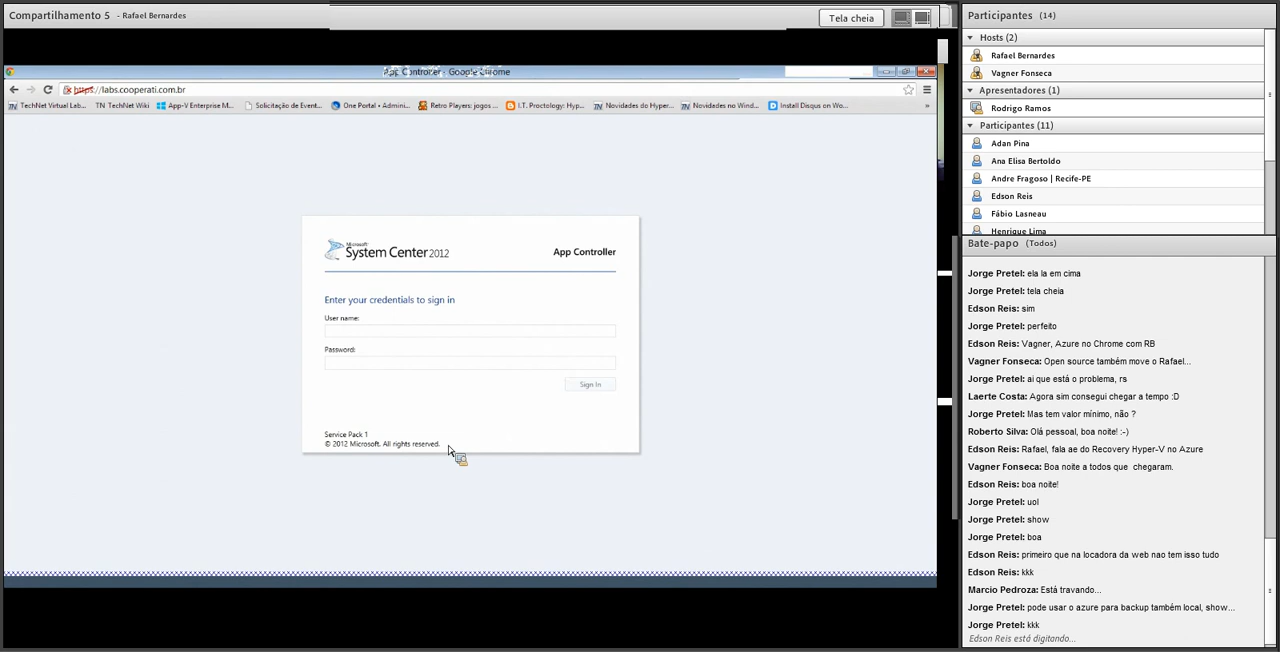 Compartilhamento 5 - Rafael Bernardes
Tela cheia
App Controller - Google Chrome
https://labs.cooperati.com.br
TechNet Virtual Lab... TechNet Wiki App-V Enterprise M... Solicitação de Event... One Portal • Admini... Retro Players: jogos ... I.T. Proctology: Hyp... Novidades do Hyper... Novidades no Wind... Install Disqus on Wo... »
Microsoft
System Center 2012 App Controller
Enter your credentials to sign in
User name:
Password:
Sign In
Service Pack 1
© 2012 Microsoft. All rights reserved.
Participantes (14)
Hosts (2)
Rafael Bernardes
Vagner Fonseca
Apresentadores (1)
Rodrigo Ramos
Participantes (11)
Adan Pina
Ana Elisa Bertoldo
Andre Fragoso | Recife-PE
Edson Reis
Fábio Lasneau
Henrique Lima
Bate-papo (Todos)
Jorge Pretel: ela la em cima
Jorge Pretel: tela cheia
Edson Reis: sim
Jorge Pretel: perfeito
Edson Reis: Vagner, Azure no Chrome com RB
Vagner Fonseca: Open source também move o Rafael...
Jorge Pretel: ai que está o problema, rs
Laerte Costa: Agora sim consegui chegar a tempo :D
Jorge Pretel: Mas tem valor mínimo, não ?
Roberto Silva: Olá pessoal, boa noite! :-)
Edson Reis: Rafael, fala ae do Recovery Hyper-V no Azure
Vagner Fonseca: Boa noite a todos que chegaram.
Edson Reis: boa noite!
Jorge Pretel: uol
Jorge Pretel: show
Jorge Pretel: boa
Edson Reis: primeiro que na locadora da web nao tem isso tudo
Edson Reis: kkk
Marcio Pedroza: Está travando...
Jorge Pretel: pode usar o azure para backup também local, show...
Jorge Pretel: kkk
Edson Reis está digitando...